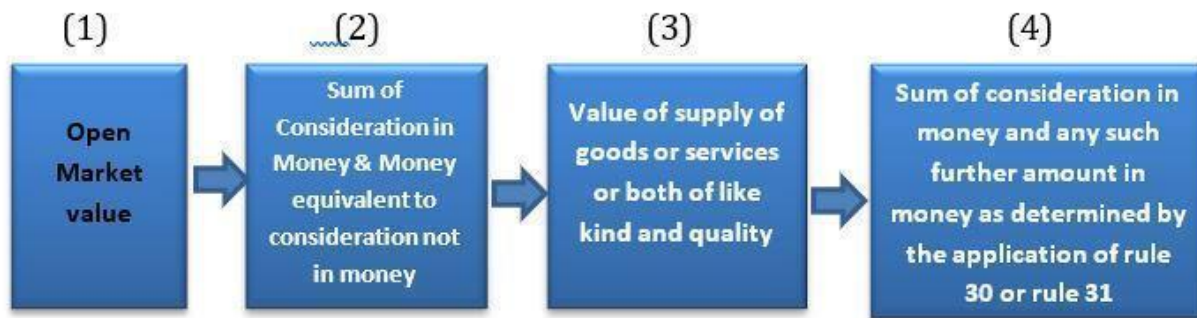 (1)
(2)
(3)
(4)
Open
Market
value
Sum of
Consideration in
Money & Money
equivalent to
consideration not
in money
Value of supply of
goods or services
or both of like
kind and quality
Sum of consideration in
money and any such
further amount in
money as determined by
the application of rule
30 or rule 31